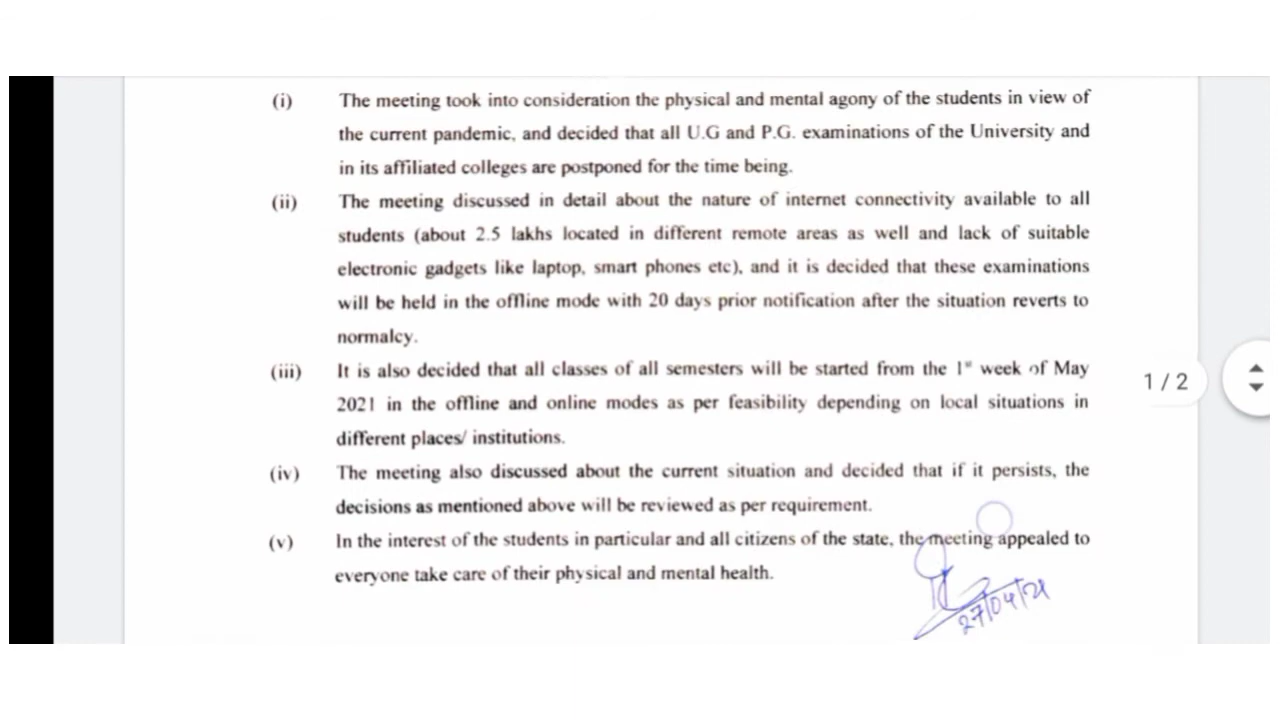 (i) The meeting took into consideration the physical and mental agony of the students in view of
the current pandemic, and decided that all U.G and P.G. examinations of the University and
in its affiliated colleges are postponed for the time being.
(ii) The meeting discussed in detail about the nature of internet connectivity available to all
students (about 2.5 lakhs located in different remote areas as well and lack of suitable
electronic gadgets like laptop, smart phones etc), and it is decided that these examinations
will be held in the offline mode with 20 days prior notification after the situation reverts to
normalcy.
(iii) It is also decided that all classes of all semesters will be started from the 1st week of May
2021 in the offline and online modes as per feasibility depending on local situations in
different places/ institutions.
(iv) The meeting also discussed about the current situation and decided that if it persists, the
decisions as mentioned above will be reviewed as per requirement.
(v) In the interest of the students in particular and all citizens of the state, the meeting appealed to
everyone take care of their physical and mental health.
27/04/21
1 / 2